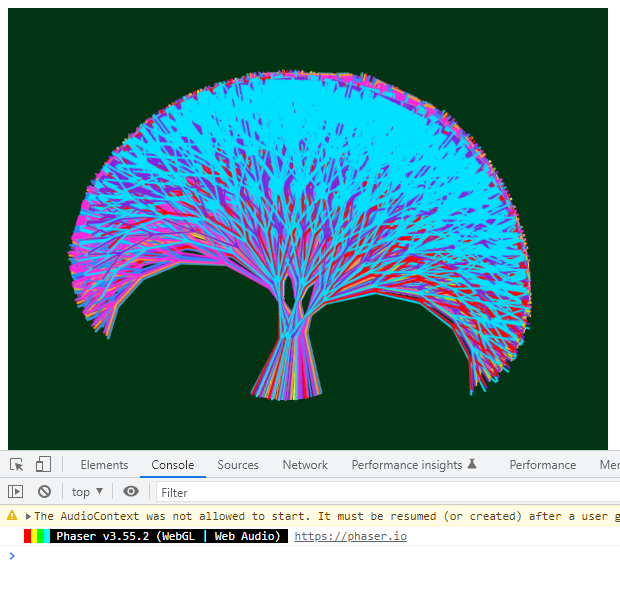 Elements Console Sources Network Performance insights Performance Mer
top Filter
The AudioContext was not allowed to start. It must be resumed (or created) after a user g
Phaser v3.55.2 (WebGL | Web Audio) https://phaser.io